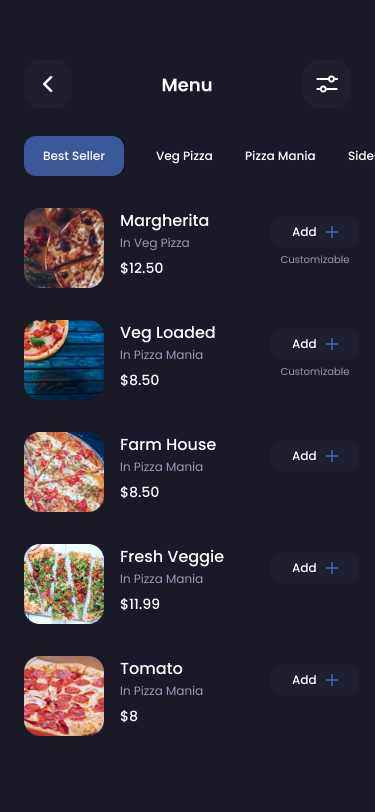 Menu
Best Seller
Veg Pizza
Pizza Mania
Side
Margherita
In Veg Pizza
$12.50
Add
Customizable
Veg Loaded
In Pizza Mania
$8.50
Add
Customizable
Farm House
In Pizza Mania
$8.50
Add
Fresh Veggie
In Pizza Mania
$11.99
Add
Tomato
In Pizza Mania
$8
Add